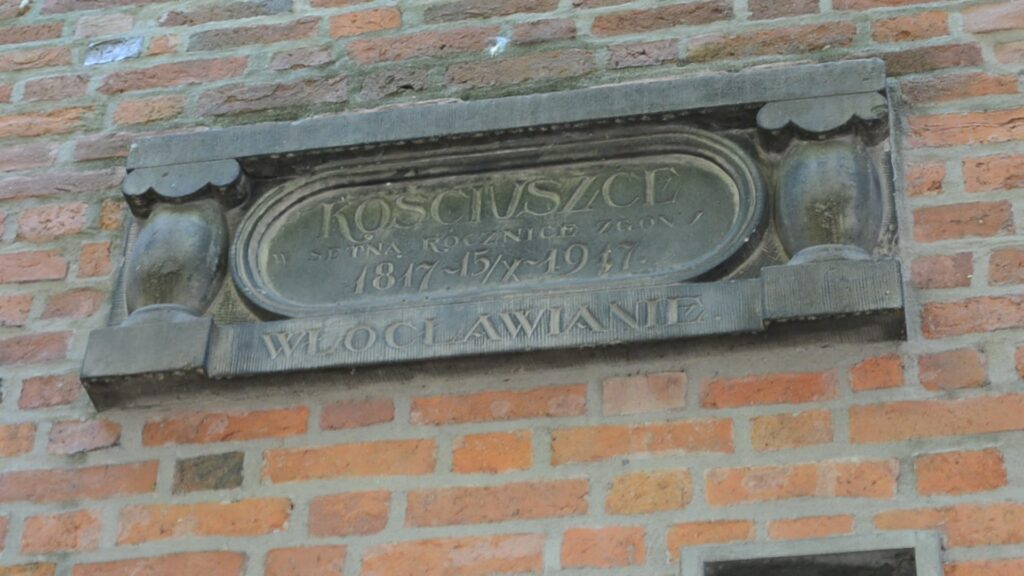 KOŚCIUSZCE
W SETNĄ ROCZNICĘ ZGONU
1817-15/X-1917.
WŁOCŁAWIANIE.